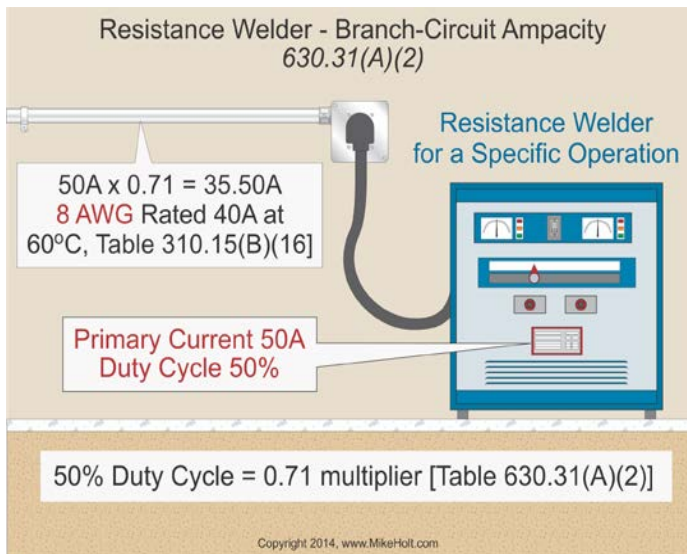 Resistance Welder - Branch-Circuit Ampacity
630.31(A)(2)
Resistance Welder
for a Specific Operation
50A x 0.71 = 35.50A
8 AWG Rated 40A at
60ºC, Table 310.15(B)(16]
Primary Current 50A
Duty Cycle 50%
50% Duty Cycle = 0.71 multiplier [Table 630.31(A)(2)]
Copyright 2014, www.MikeHolt.com